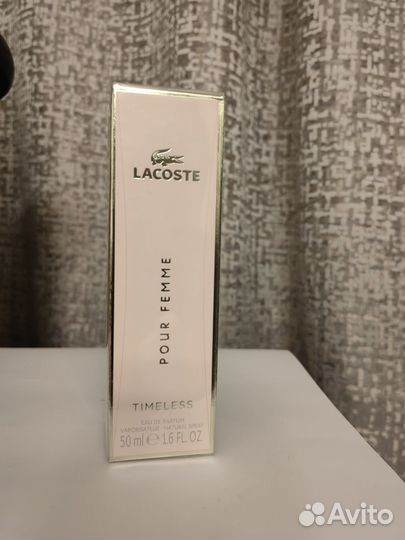 LACOSTE
POUR FEMME
TIMELESS
EAU DE PARFUM
VAPORISATEUR - NATURAL SPRAY
50 ml e 1.6 FL. OZ.
Avito